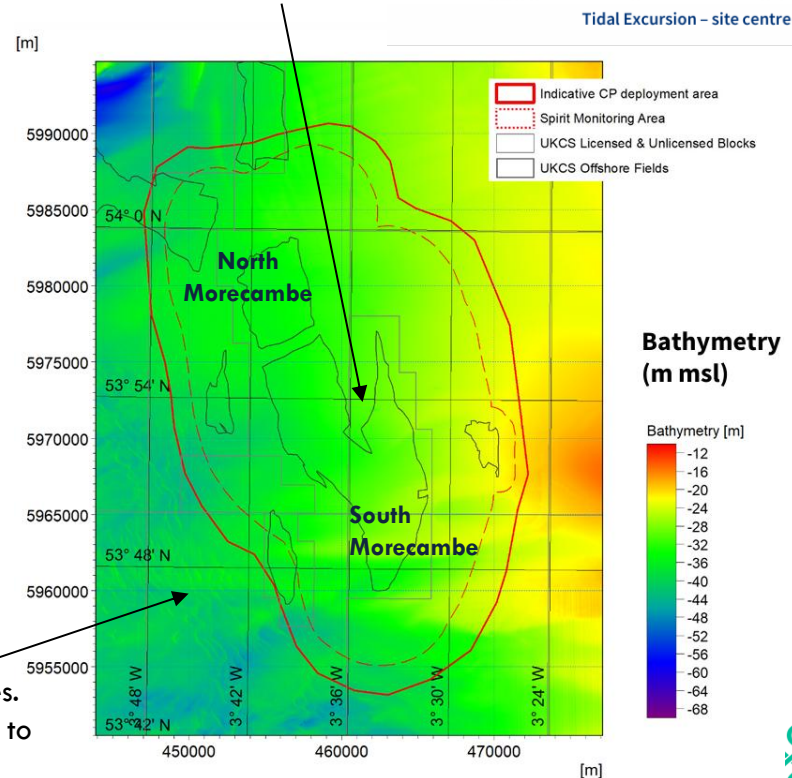 Tidal Excursion – site centre
[m]
Indicative CP deployment area
Spirit Monitoring Area
UKCS Licensed & Unlicensed Blocks
UKCS Offshore Fields
5990000
5985000
5980000
5975000
5970000
5965000
5960000
5955000
54° 0' N
53° 54' N
53° 48' N
53° 42' N
North
Morecambe
South
Morecambe
3° 48' W
3° 42' W
3° 36' W
3° 30' W
3° 24' W
450000
460000
470000
[m]
Bathymetry
(m msl)
Bathymetry [m]
-12
-16
-20
-24
-28
-32
-36
-40
-44
-48
-52
-56
-60
-64
-68
to